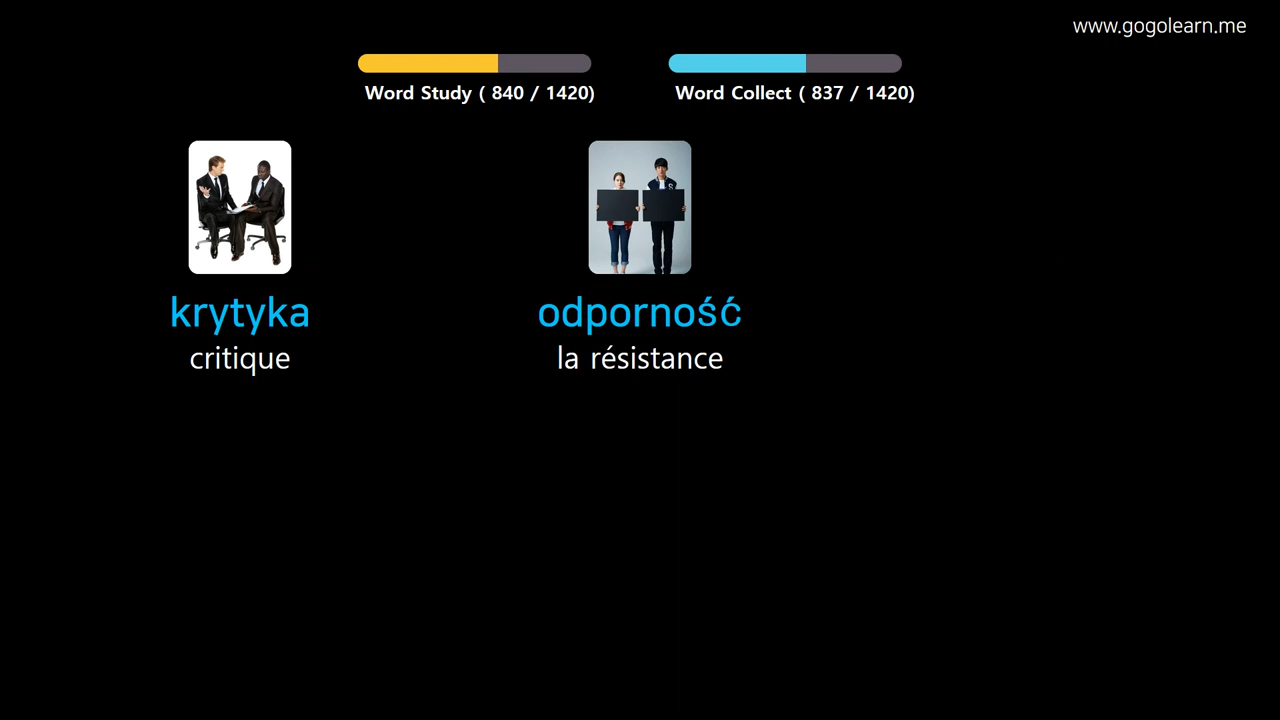 www.gogolearn.me
Word Study ( 840 / 1420)
Word Collect ( 837 / 1420)
krytyka
critique
odporność
la résistance